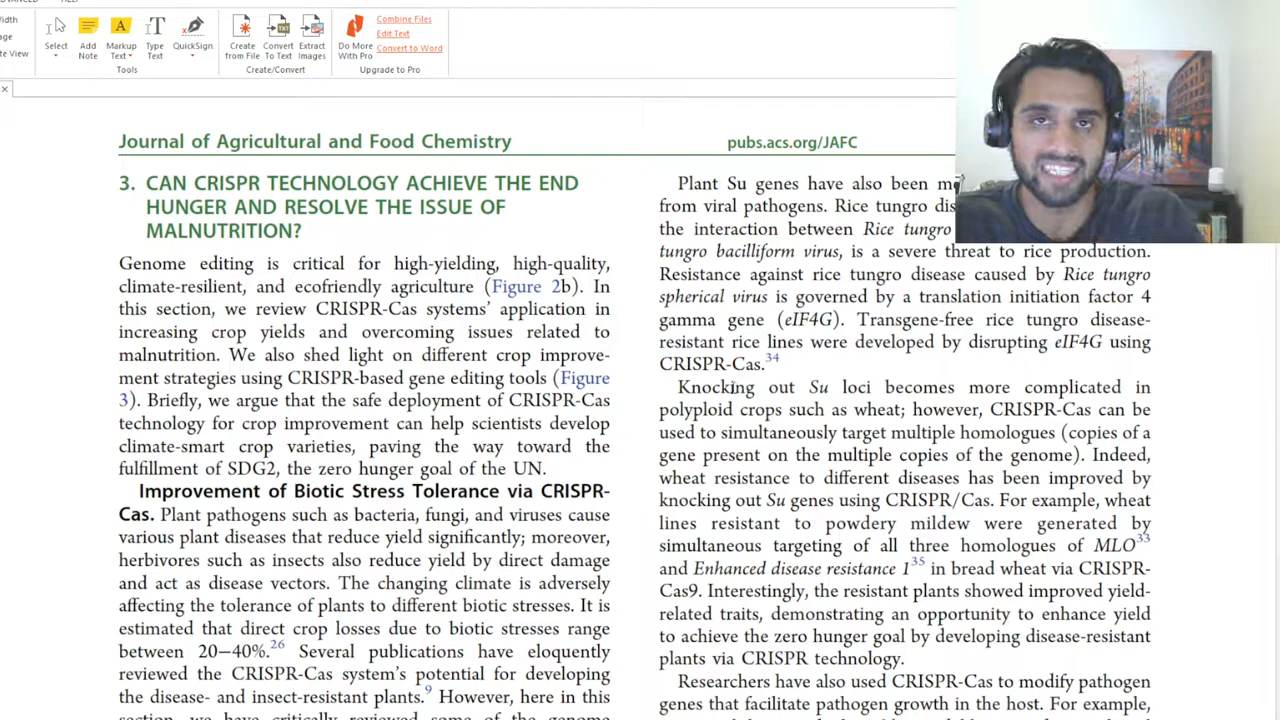 HELP
Width
Page
Select
Add
Note
Markup
Text
Type
Text
QuickSign
Tools
Create
from File
Convert
To Text
Extract
Images
Create/Convert
Do More
With Pro
Combine Files
Edit Text
Convert to Word
Upgrade to Pro
Journal of Agricultural and Food Chemistry
pubs.acs.org/JAFC
3. CAN CRISPR TECHNOLOGY ACHIEVE THE END
HUNGER AND RESOLVE THE ISSUE OF
MALNUTRITION?
Genome editing is critical for high-yielding, high-quality,
climate-resilient, and ecofriendly agriculture (Figure 2b). In
this section, we review CRISPR-Cas systems’ application in
increasing crop yields and overcoming issues related to
malnutrition. We also shed light on different crop improve-
ment strategies using CRISPR-based gene editing tools (Figure
3). Briefly, we argue that the safe deployment of CRISPR-Cas
technology for crop improvement can help scientists develop
climate-smart crop varieties, paving the way toward the
fulfillment of SDG2, the zero hunger goal of the UN.
Improvement of Biotic Stress Tolerance via CRISPR-
Cas. Plant pathogens such as bacteria, fungi, and viruses cause
various plant diseases that reduce yield significantly; moreover,
herbivores such as insects also reduce yield by direct damage
and act as disease vectors. The changing climate is adversely
affecting the tolerance of plants to different biotic stresses. It is
estimated that direct crop losses due to biotic stresses range
between 20−40%.26 Several publications have eloquently
reviewed the CRISPR-Cas system’s potential for developing
the disease- and insect-resistant plants.9 However, here in this
section, we have critically reviewed some of the genome
Plant Su genes have also been
from viral pathogens. Rice tungro
the interaction between Rice tungro
tungro bacilliform virus, is a severe threat to rice production.
Resistance against rice tungro disease caused by Rice tungro
spherical virus is governed by a translation initiation factor 4
gamma gene (eIF4G). Transgene-free rice tungro disease-
resistant rice lines were developed by disrupting eIF4G using
CRISPR-Cas.34
Knocking out Su loci becomes more complicated in
polyploid crops such as wheat; however, CRISPR-Cas can be
used to simultaneously target multiple homologues (copies of a
gene present on the multiple copies of the genome). Indeed,
wheat resistance to different diseases has been improved by
knocking out Su genes using CRISPR/Cas. For example, wheat
lines resistant to powdery mildew were generated by
simultaneous targeting of all three homologues of MLO33
and Enhanced disease resistance 135 in bread wheat via CRISPR-
Cas9. Interestingly, the resistant plants showed improved yield-
related traits, demonstrating an opportunity to enhance yield
to achieve the zero hunger goal by developing disease-resistant
plants via CRISPR technology.
Researchers have also used CRISPR-Cas to modify pathogen
genes that facilitate pathogen growth in the host. For example,